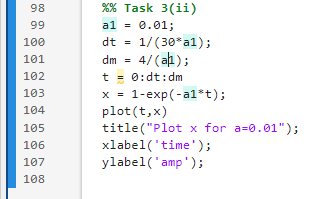 98 %% Task 3(ii)
99 a1 = 0.01;
100 dt = 1/(30*a1);
101 dm = 4/(a1);
102 t = 0:dt:dm
103 x = 1-exp(-a1*t);
104 plot(t,x)
105 title("Plot x for a=0.01");
106 xlabel('time');
107 ylabel('amp');
108